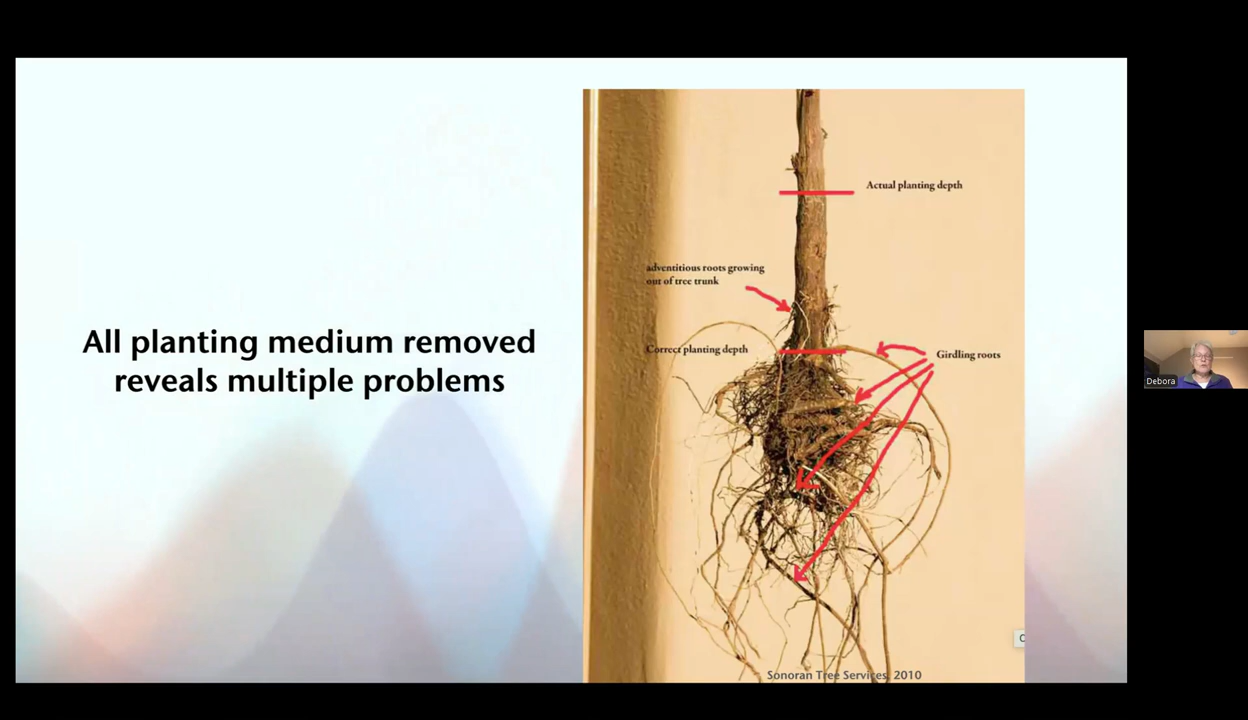 All planting medium removed
reveals multiple problems
Actual planting depth
adventitious roots growing
out of tree trunk
Correct planting depth
Girdling roots
Sonoran Tree Services, 2010
Debora